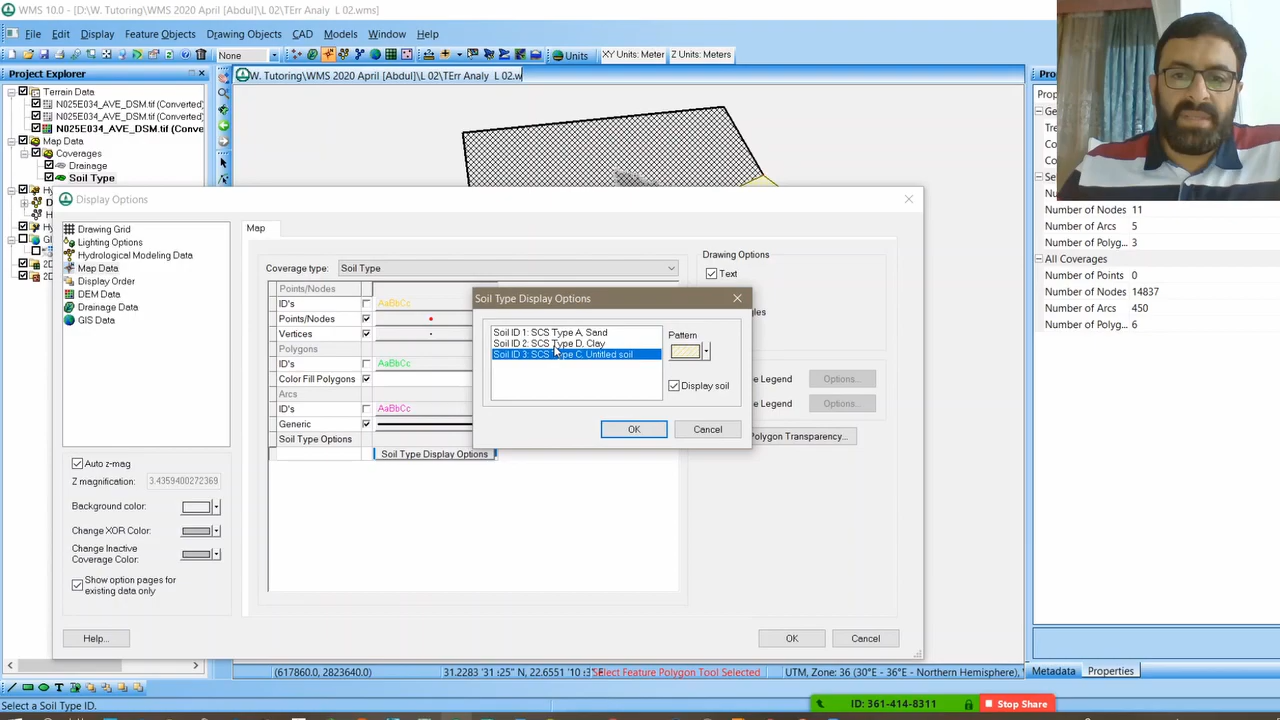 WMS 10.0 - [D:\W. Tutoring\WMS 2020 April [Abdul]\L 02\TErr Analy  L 02.wms]
File Edit Display Feature Objects Drawing Objects CAD Models Window Help
None Units XY Units: Meter Z Units: Meters
Project Explorer
W. Tutoring\WMS 2020 April [Abdul]\L 02\TErr Analy  L 02.w
Terrain Data
N025E034_AVE_DSM.tif (Converted)
N025E034_AVE_DSM.tif (Converted)
N025E034_AVE_DSM.tif (Conve
Map Data
Coverages
Drainage
Soil Type
Display Options
Drawing Grid
Lighting Options
Hydrological Modeling Data
Map Data
Display Order
DEM Data
Drainage Data
GIS Data
Auto z-mag
Z magnification: 3.4359400272369
Background color:
Change XOR Color:
Change Inactive
Coverage Color:
Show option pages for
existing data only
Help...
Map
Coverage type: Soil Type
Points/Nodes
ID's AaBbCc
Points/Nodes
Vertices
Polygons
ID's AaBbCc
Color Fill Polygons
Arcs
ID's AaBbCc
Generic
Soil Type Options
Soil Type Display Options
Drawing Options
Text
e Legend Options...
e Legend Options...
Polygon Transparency...
OK Cancel
Soil Type Display Options
Soil ID 1: SCS Type A, Sand
Soil ID 2: SCS Type D, Clay
Soil ID 3: SCS Type C, Untitled soil
Pattern
Display soil
OK Cancel
Number of Nodes 11
Number of Arcs 5
Number of Polyg... 3
All Coverages
Number of Points 0
Number of Nodes 14837
Number of Arcs 450
Number of Polyg... 6
Metadata Properties
(617860.0, 2823640.0) 31.2283 '31 :25" N, 22.6551 '10 :3 Select Feature Polygon Tool Selected UTM, Zone: 36 (30°E - 36°E - Northern Hemisphere),
Select a Soil Type ID.
ID: 361-414-8311 Stop Share